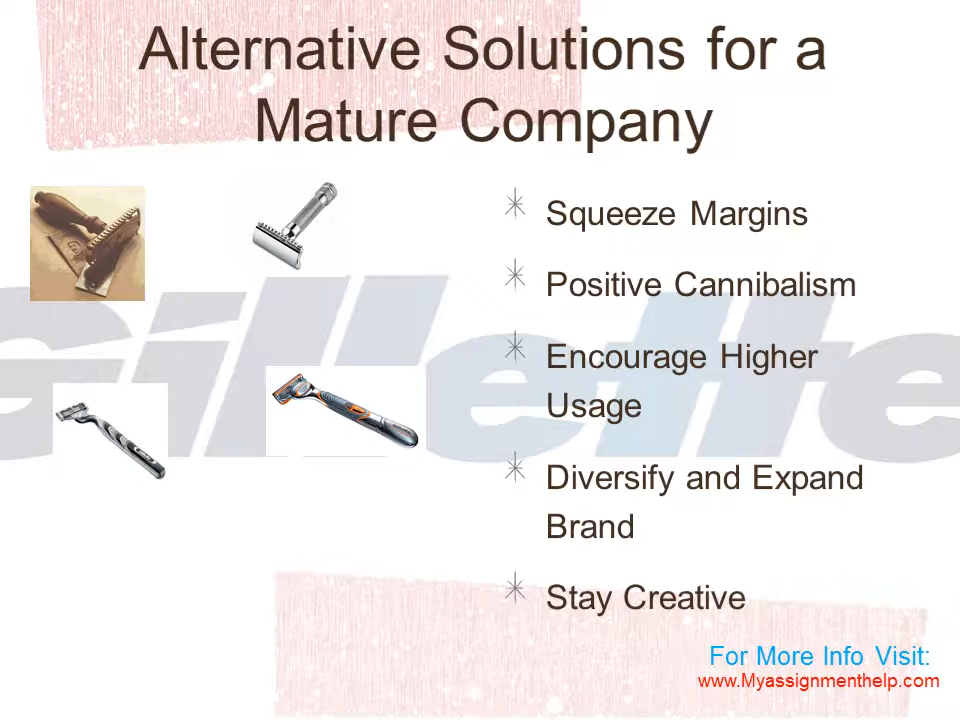 Alternative Solutions for a
Mature Company
Gillette
Squeeze Margins
Positive Cannibalism
Encourage Higher
Usage
Diversify and Expand
Brand
Stay Creative
For More Info Visit:
www.Myassignmenthelp.com